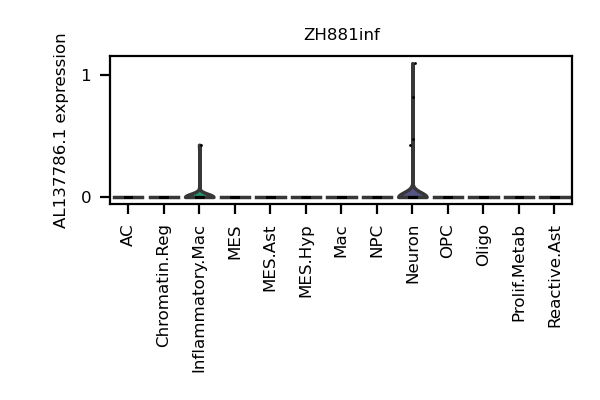 ZH881inf
AL137786.1 expression
1
0
AC
Chromatin.Reg
Inflammatory.Mac
MES
MES.Ast
MES.Hyp
Mac
NPC
Neuron
OPC
Oligo
Prolif.Metab
Reactive.Ast